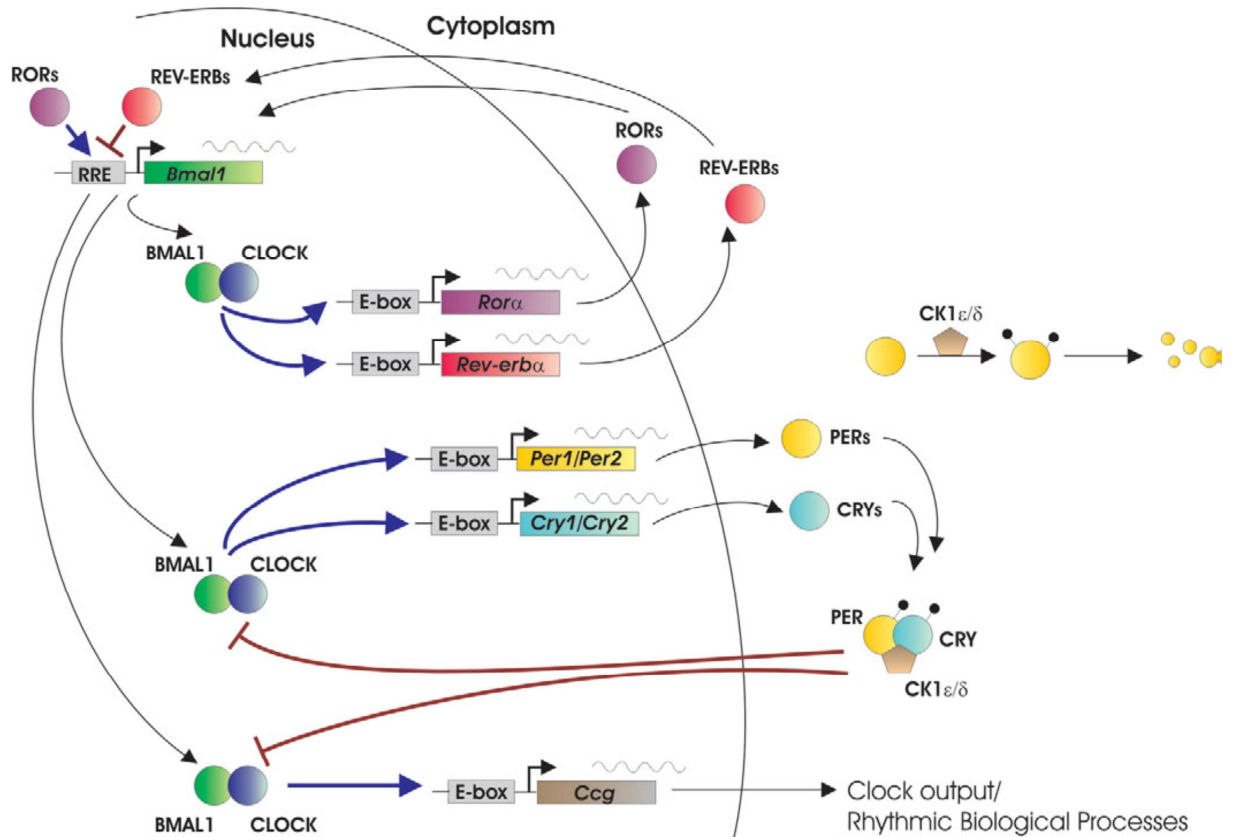 Nucleus
Cytoplasm
RORs
REV-ERBs
RRE
Bmal1
RORs
REV-ERBs
BMAL1
CLOCK
E-box
Rorα
E-box
Rev-erbα
CK1ε/δ
E-box
Per1/Per2
PERs
E-box
Cry1/Cry2
CRYs
BMAL1
CLOCK
PER
CRY
CK1ε/δ
BMAL1
CLOCK
E-box
Ccg
Clock output/
Rhythmic Biological Processes